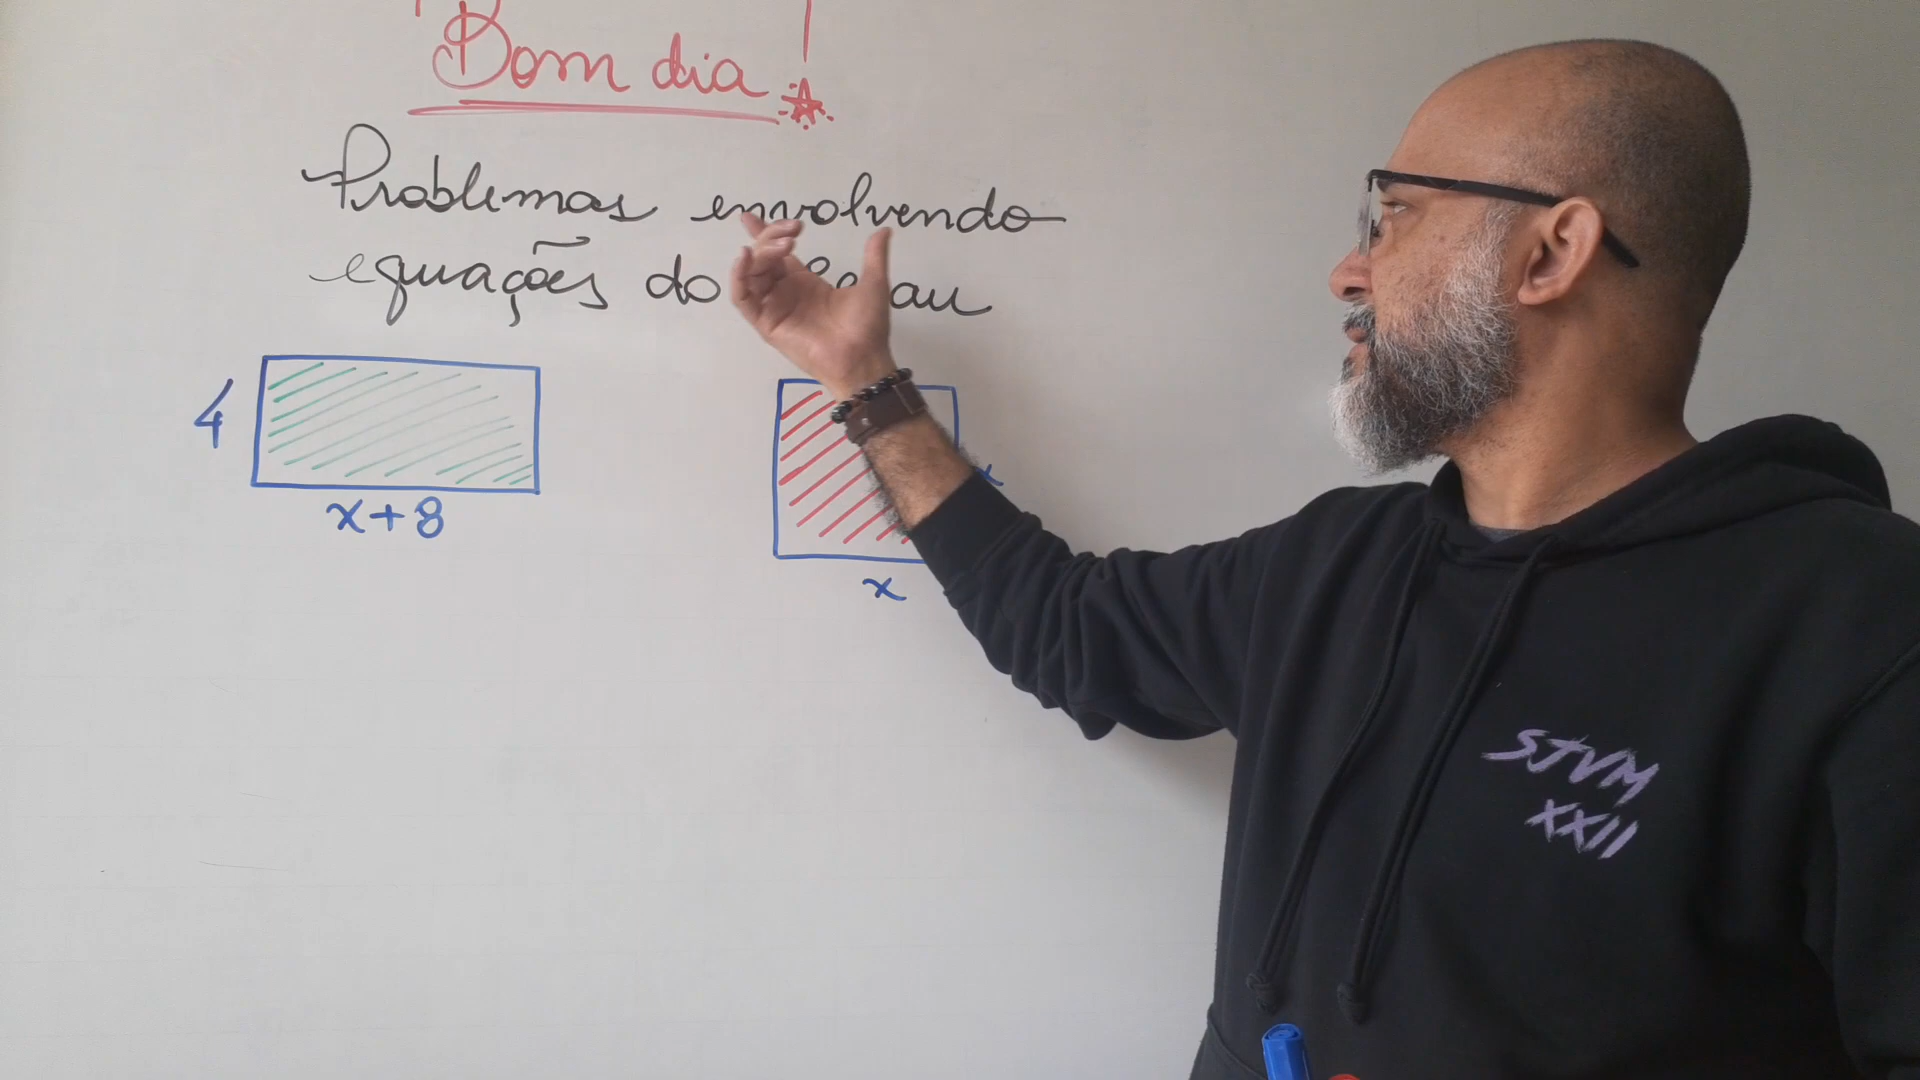 Bom dia!
Problemas envolvendo
equações do
4
x+8
x
x
STVM
XXII